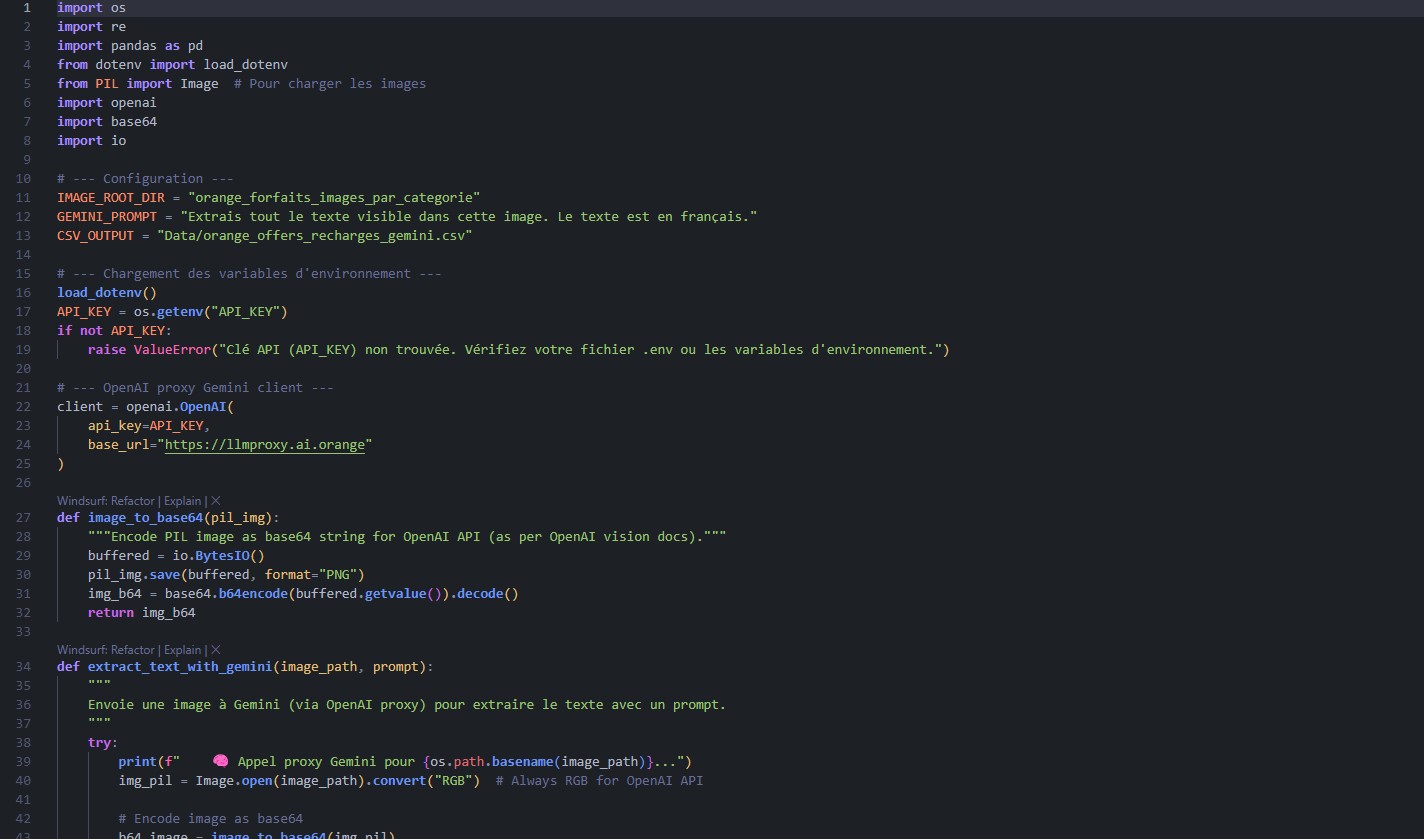 1 import os
2 import re
3 import pandas as pd
4 from dotenv import load_dotenv
5 from PIL import Image  # Pour charger les images
6 import openai
7 import base64
8 import io
9
10 # --- Configuration ---
11 IMAGE_ROOT_DIR = "orange_forfaits_images_par_categorie"
12 GEMINI_PROMPT = "Extrais tout le texte visible dans cette image. Le texte est en français."
13 CSV_OUTPUT = "Data/orange_offers_recharges_gemini.csv"
14
15 # --- Chargement des variables d'environnement ---
16 load_dotenv()
17 API_KEY = os.getenv("API_KEY")
18 if not API_KEY:
19     raise ValueError("Clé API (API_KEY) non trouvée. Vérifiez votre fichier .env ou les variables d'environnement.")
20
21 # --- OpenAI proxy Gemini client ---
22 client = openai.OpenAI(
23     api_key=API_KEY,
24     base_url="https://llmproxy.ai.orange"
25 )
26
Windsurf: Refactor | Explain | ×
27 def image_to_base64(pil_img):
28     """Encode PIL image as base64 string for OpenAI API (as per OpenAI vision docs)."""
29     buffered = io.BytesIO()
30     pil_img.save(buffered, format="PNG")
31     img_b64 = base64.b64encode(buffered.getvalue()).decode()
32     return img_b64
33
Windsurf: Refactor | Explain | ×
34 def extract_text_with_gemini(image_path, prompt):
35     """
36     Envoie une image à Gemini (via OpenAI proxy) pour extraire le texte avec un prompt.
37     """
38     try:
39         print(f"    🧠 Appel proxy Gemini pour {os.path.basename(image_path)}...")
40         img_pil = Image.open(image_path).convert("RGB")  # Always RGB for OpenAI API
41
42         # Encode image as base64
43         b64_image = image_to_base64(img_pil)